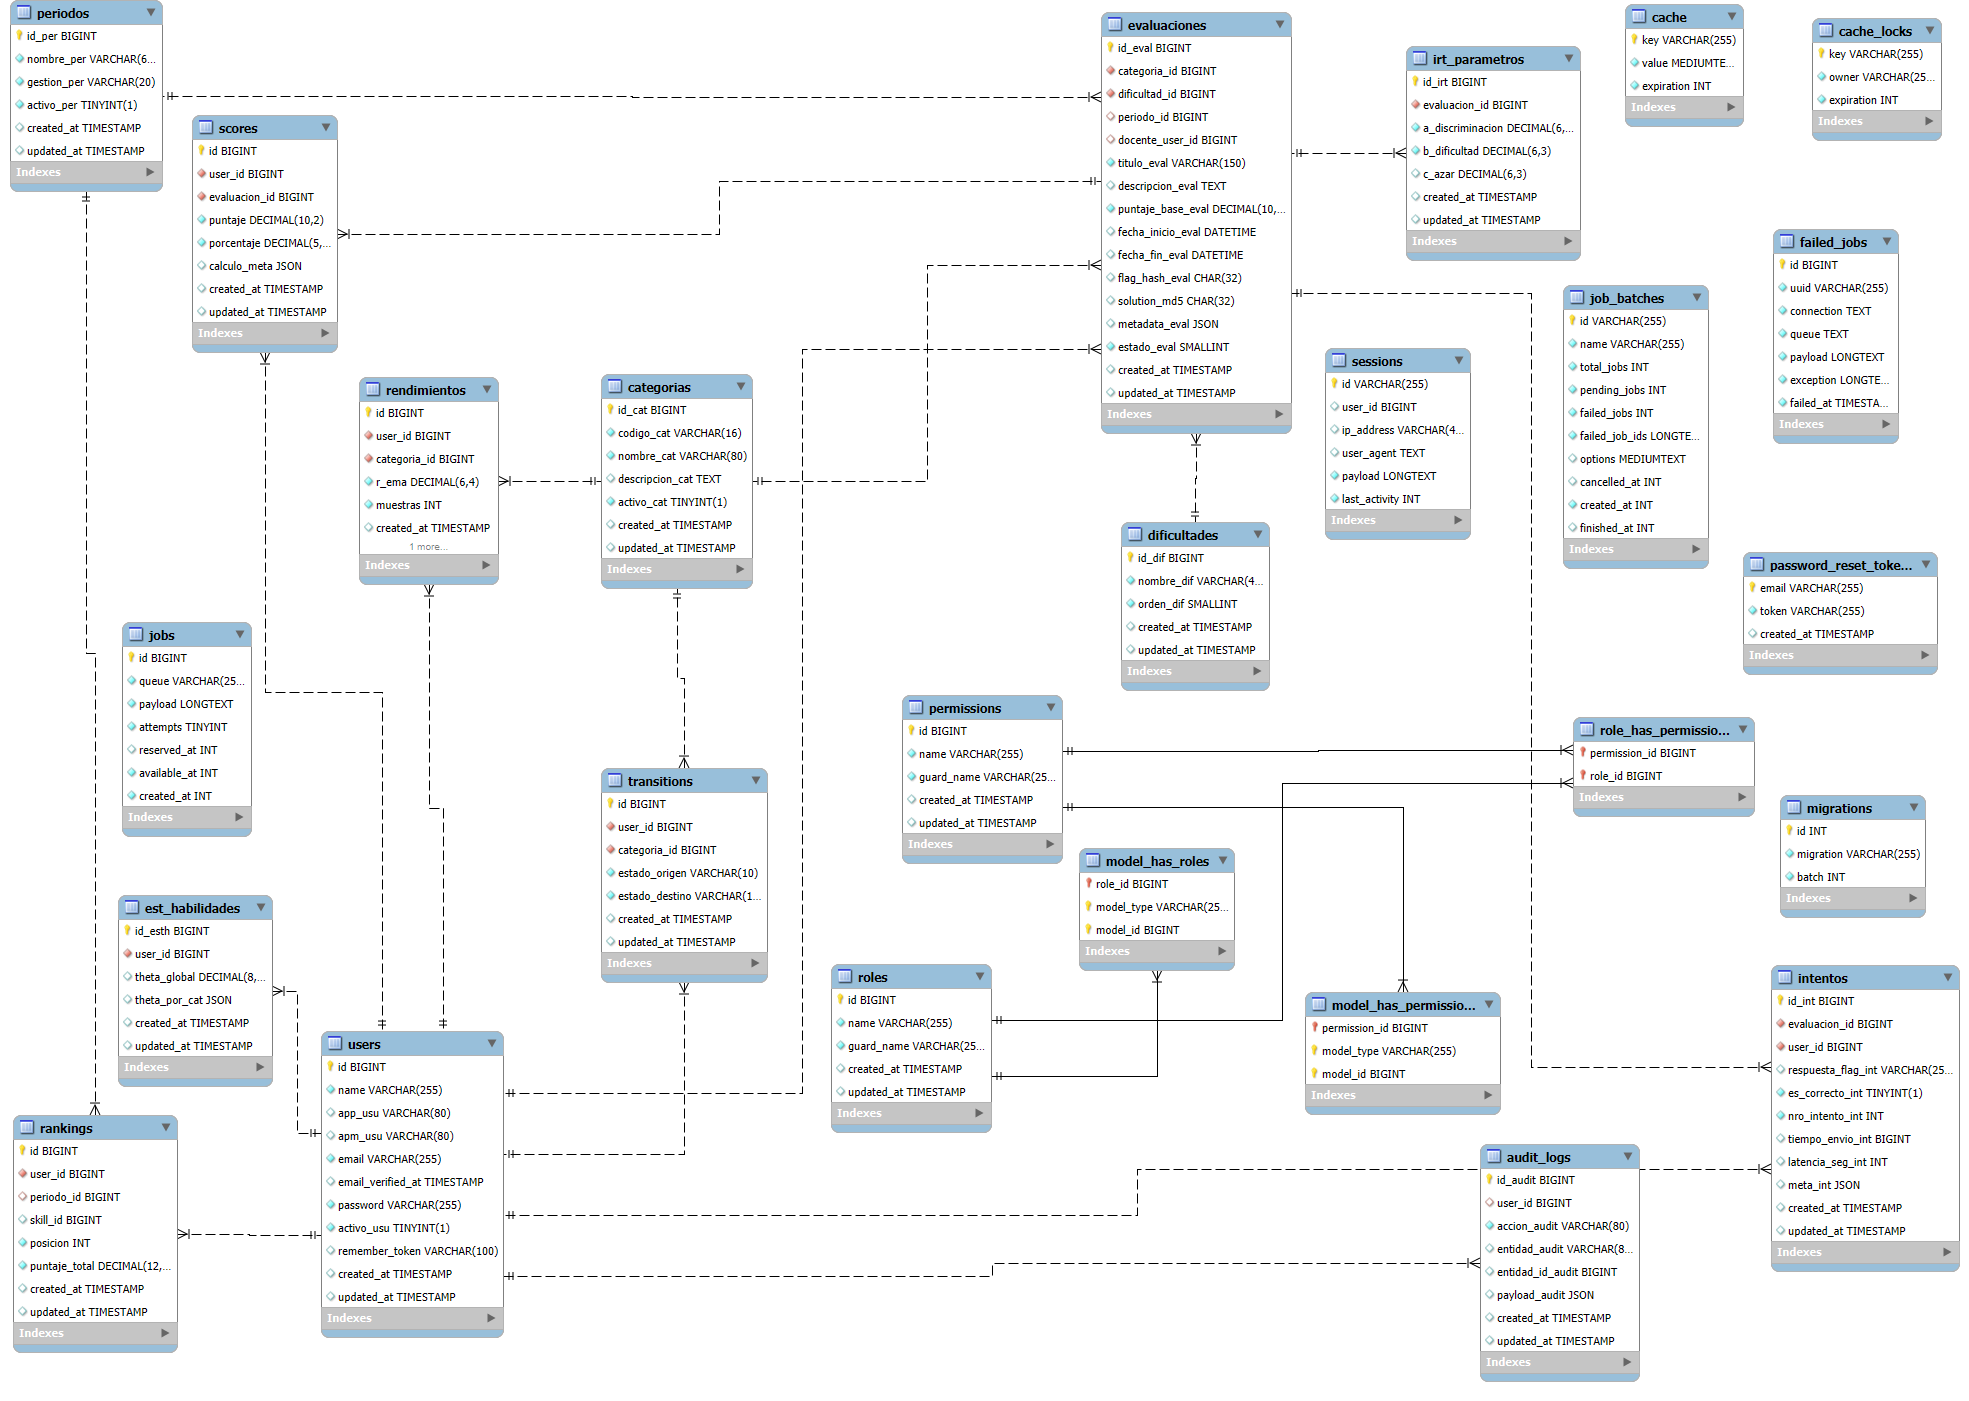 periodos
id_per BIGINT
nombre_per VARCHAR(6...
gestion_per VARCHAR(20)
activo_per TINYINT(1)
created_at TIMESTAMP
updated_at TIMESTAMP
Indexes
scores
id BIGINT
user_id BIGINT
evaluacion_id BIGINT
puntaje DECIMAL(10,2)
porcentaje DECIMAL(5,...
calculo_meta JSON
created_at TIMESTAMP
updated_at TIMESTAMP
Indexes
evaluaciones
id_eval BIGINT
categoria_id BIGINT
dificultad_id BIGINT
periodo_id BIGINT
docente_user_id BIGINT
titulo_eval VARCHAR(150)
descripcion_eval TEXT
puntaje_base_eval DECIMAL(10,...
fecha_inicio_eval DATETIME
fecha_fin_eval DATETIME
flag_hash_eval CHAR(32)
solution_md5 CHAR(32)
metadata_eval JSON
estado_eval SMALLINT
created_at TIMESTAMP
updated_at TIMESTAMP
Indexes
irt_parametros
id_irt BIGINT
evaluacion_id BIGINT
a_discriminacion DECIMAL(6,...
b_dificultad DECIMAL(6,3)
c_azar DECIMAL(6,3)
created_at TIMESTAMP
updated_at TIMESTAMP
Indexes
cache
key VARCHAR(255)
value MEDIUMTE...
expiration INT
Indexes
cache_locks
key VARCHAR(255)
owner VARCHAR(25...
expiration INT
Indexes
failed_jobs
id BIGINT
uuid VARCHAR(255)
connection TEXT
queue TEXT
payload LONGTEXT
exception LONGTE...
failed_at TIMESTA...
Indexes
job_batches
id VARCHAR(255)
name VARCHAR(255)
total_jobs INT
pending_jobs INT
failed_jobs INT
failed_job_ids LONGTE...
options MEDIUMTEXT
cancelled_at INT
created_at INT
finished_at INT
Indexes
sessions
id VARCHAR(255)
user_id BIGINT
ip_address VARCHAR(4...
user_agent TEXT
payload LONGTEXT
last_activity INT
Indexes
rendimientos
id BIGINT
user_id BIGINT
categoria_id BIGINT
r_ema DECIMAL(6,4)
muestras INT
created_at TIMESTAMP
1 more...
Indexes
categorias
id_cat BIGINT
codigo_cat VARCHAR(16)
nombre_cat VARCHAR(80)
descripcion_cat TEXT
activo_cat TINYINT(1)
created_at TIMESTAMP
updated_at TIMESTAMP
Indexes
dificultades
id_dif BIGINT
nombre_dif VARCHAR(4...
orden_dif SMALLINT
created_at TIMESTAMP
updated_at TIMESTAMP
Indexes
password_reset_toke...
email VARCHAR(255)
token VARCHAR(255)
created_at TIMESTAMP
Indexes
jobs
id BIGINT
queue VARCHAR(25...
payload LONGTEXT
attempts TINYINT
reserved_at INT
available_at INT
created_at INT
Indexes
permissions
id BIGINT
name VARCHAR(255)
guard_name VARCHAR(25...
created_at TIMESTAMP
updated_at TIMESTAMP
Indexes
role_has_permissio...
permission_id BIGINT
role_id BIGINT
Indexes
transitions
id BIGINT
user_id BIGINT
categoria_id BIGINT
estado_origen VARCHAR(10)
estado_destino VARCHAR(1...
created_at TIMESTAMP
updated_at TIMESTAMP
Indexes
migrations
id INT
migration VARCHAR(255)
batch INT
Indexes
model_has_roles
role_id BIGINT
model_type VARCHAR(25...
model_id BIGINT
Indexes
est_habilidades
id_esth BIGINT
user_id BIGINT
theta_global DECIMAL(8,...
theta_por_cat JSON
created_at TIMESTAMP
updated_at TIMESTAMP
Indexes
roles
id BIGINT
name VARCHAR(255)
guard_name VARCHAR(25...
created_at TIMESTAMP
updated_at TIMESTAMP
Indexes
model_has_permissio...
permission_id BIGINT
model_type VARCHAR(255)
model_id BIGINT
Indexes
intentos
id_int BIGINT
evaluacion_id BIGINT
user_id BIGINT
respuesta_flag_int VARCHAR(25...
es_correcto_int TINYINT(1)
nro_intento_int INT
tiempo_envio_int BIGINT
latencia_seg_int INT
meta_int JSON
created_at TIMESTAMP
updated_at TIMESTAMP
Indexes
users
id BIGINT
name VARCHAR(255)
app_usu VARCHAR(80)
apm_usu VARCHAR(80)
email VARCHAR(255)
email_verified_at TIMESTAMP
password VARCHAR(255)
activo_usu TINYINT(1)
remember_token VARCHAR(100)
created_at TIMESTAMP
updated_at TIMESTAMP
Indexes
rankings
id BIGINT
user_id BIGINT
periodo_id BIGINT
skill_id BIGINT
posicion INT
puntaje_total DECIMAL(12,...
created_at TIMESTAMP
updated_at TIMESTAMP
Indexes
audit_logs
id_audit BIGINT
user_id BIGINT
accion_audit VARCHAR(80)
entidad_audit VARCHAR(8...
entidad_id_audit BIGINT
payload_audit JSON
created_at TIMESTAMP
updated_at TIMESTAMP
Indexes